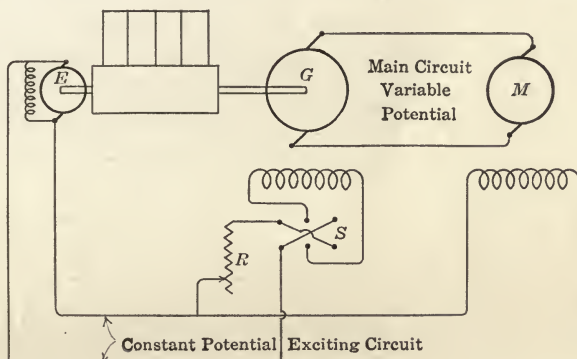 E
G
Main Circuit
Variable
Potential
M
S
R
Constant Potential Exciting Circuit